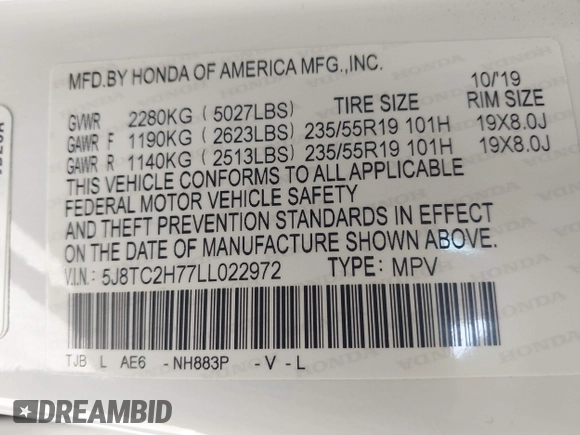 MFD.BY HONDA OF AMERICA MFG.,INC. 10/19
GVWR 2280KG (5027LBS) TIRE SIZE RIM SIZE
GAWR F 1190KG (2623LBS) 235/55R19 101H 19X8.0J
GAWR R 1140KG (2513LBS) 235/55R19 101H 19X8.0J
THIS VEHICLE CONFORMS TO ALL APPLICABLE
FEDERAL MOTOR VEHICLE SAFETY
AND THEFT PREVENTION STANDARDS IN EFFECT
ON THE DATE OF MANUFACTURE SHOWN ABOVE.
V.I.N: 5J8TC2H77LL022972 TYPE: MPV
TJB L AE6 -NH883P -V-L
DREAMBID